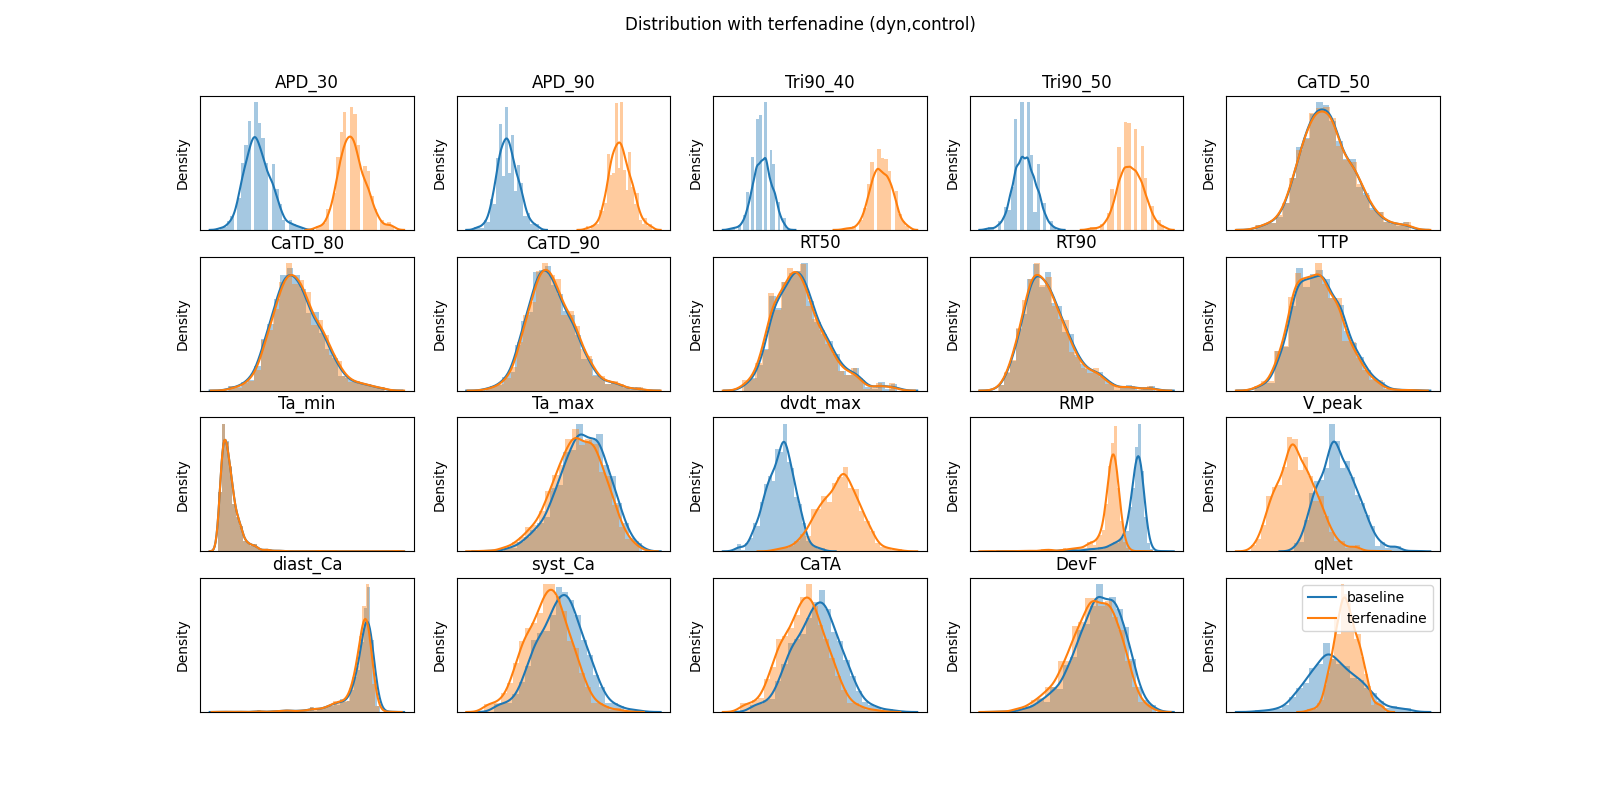 Distribution with terfenadine (dyn,control)
APD_30
APD_90
Tri90_40
Tri90_50
CaTD_50
Density
Density
Density
Density
Density
CaTD_80
CaTD_90
RT50
RT90
TTP
Density
Density
Density
Density
Density
Ta_min
Ta_max
dvdt_max
RMP
V_peak
Density
Density
Density
Density
Density
diast_Ca
syst_Ca
CaTA
DevF
qNet
Density
Density
Density
Density
Density
baseline
terfenadine